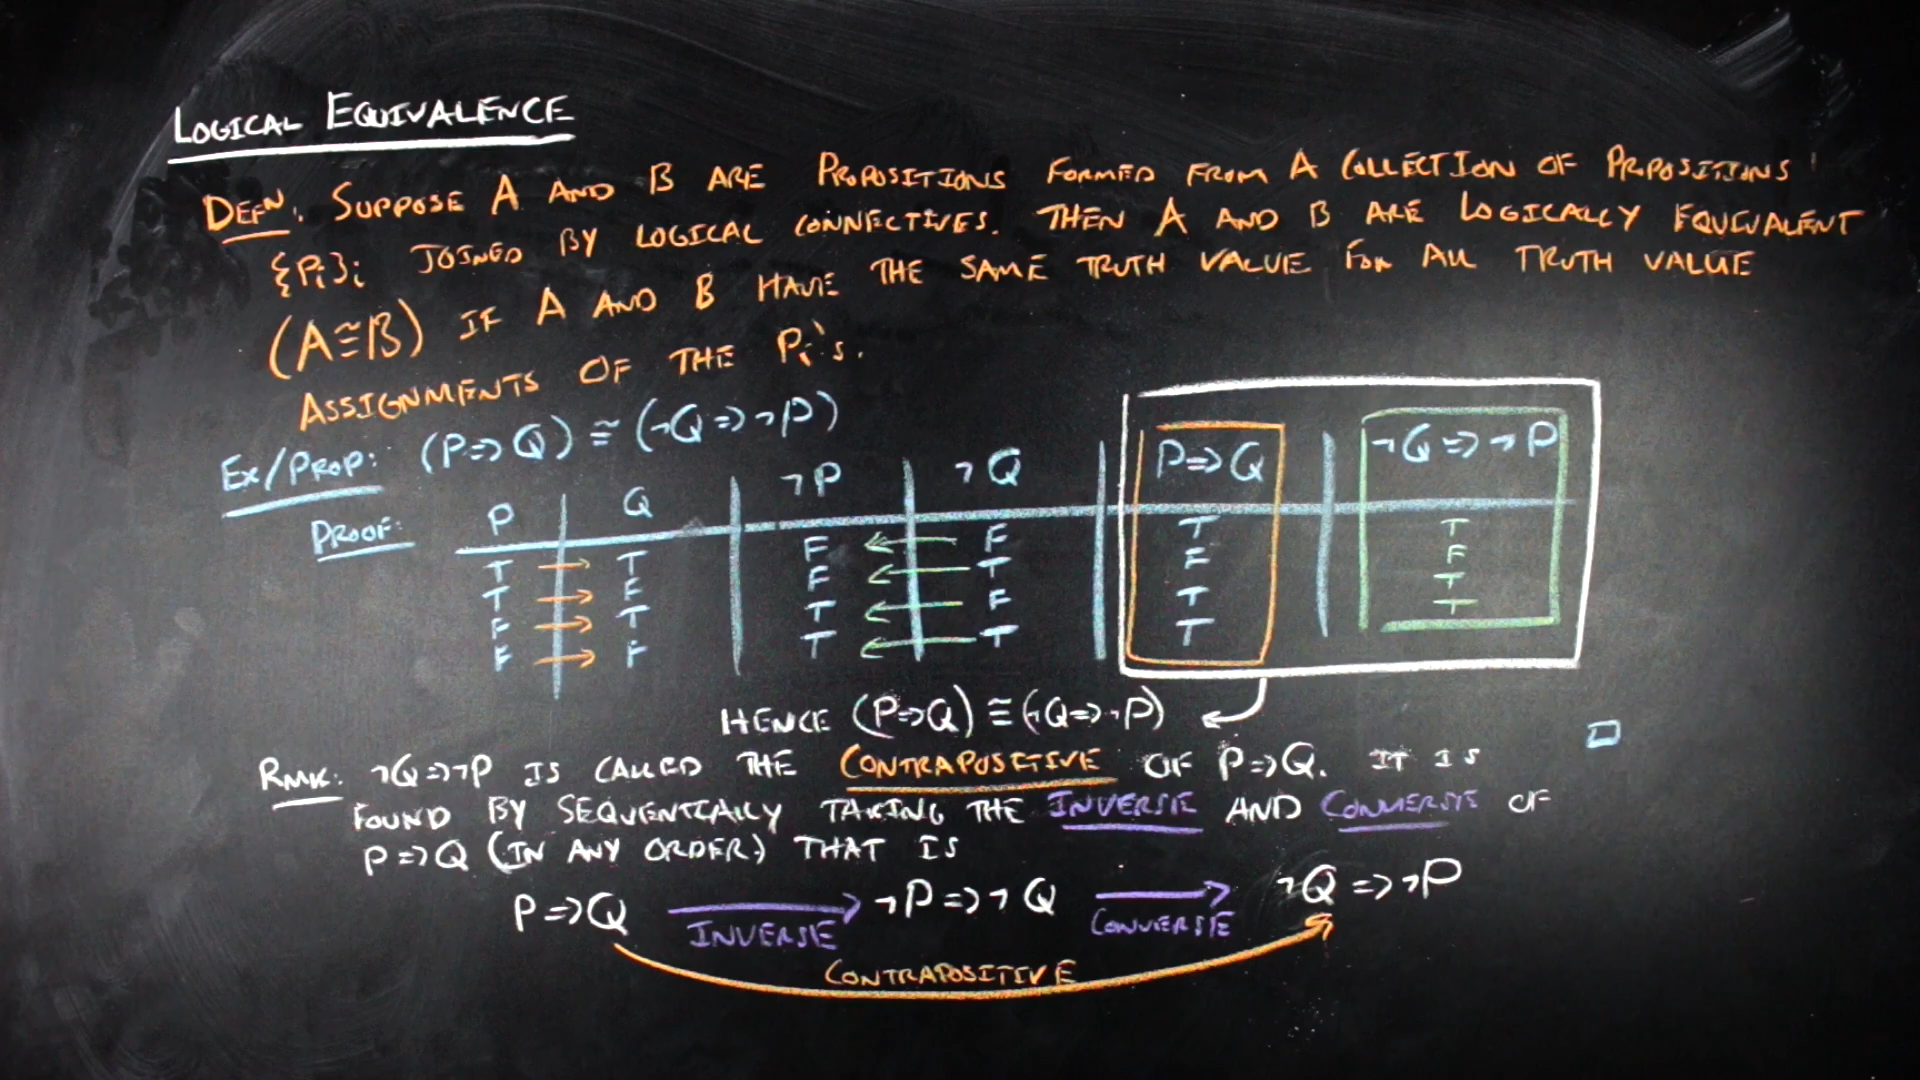 LOGICAL EQUIVALENCE
DEFN. SUPPOSE A AND B ARE PROPOSITIONS FORMED FROM A COLLECTION OF PROPOSITIONS
{Pi}i JOINED BY LOGICAL CONNECTIVES. THEN A AND B ARE LOGICALLY EQUIVALENT
(A≅B) IF A AND B HAVE THE SAME TRUTH VALUE FOR ALL TRUTH VALUE
ASSIGNMENTS OF THE Pi's.
EX/PROP: (P=>Q) ≅ (¬Q=>¬P)
PROOF: P Q ¬P ¬Q P=>Q ¬Q=>¬P
T → T F ← F T T
T → F F ← T F F
F → T T ← F T T
F → F T ← T T T
HENCE (P=>Q) ≅ (¬Q=>¬P)
□
RMK: ¬Q=>¬P IS CALLED THE CONTRAPOSITIVE OF P=>Q. IT IS
FOUND BY SEQUENTIALLY TAKING THE INVERSE AND CONVERSE OF
P=>Q (IN ANY ORDER) THAT IS
P=>Q → ¬P=>¬Q → ¬Q=>¬P
INVERSE CONVERSE
CONTRAPOSITIVE